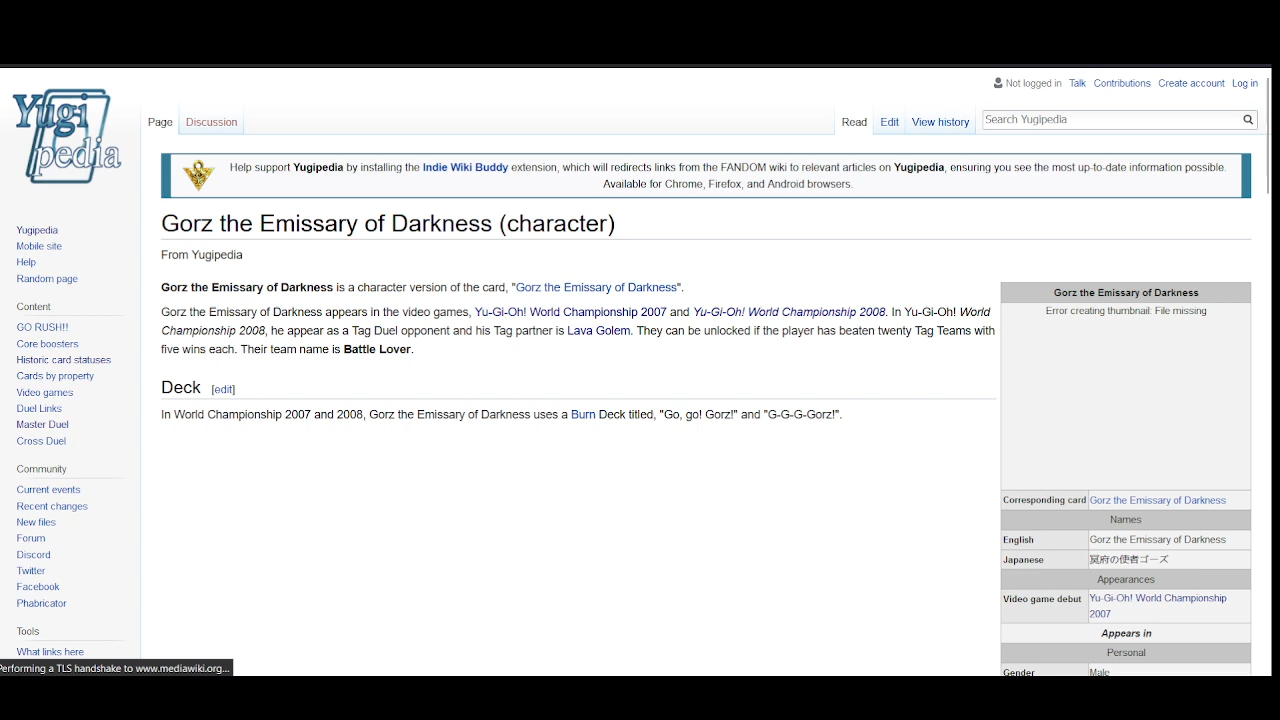 Not logged in Talk Contributions Create account Log in
Yugi
pedia
Page Discussion Read Edit View history Search Yugipedia
Help support Yugipedia by installing the Indie Wiki Buddy extension, which will redirects links from the FANDOM wiki to relevant articles on Yugipedia, ensuring you see the most up-to-date information possible.
Available for Chrome, Firefox, and Android browsers.
Gorz the Emissary of Darkness (character)
From Yugipedia
Gorz the Emissary of Darkness is a character version of the card, "Gorz the Emissary of Darkness".
Gorz the Emissary of Darkness appears in the video games, Yu-Gi-Oh! World Championship 2007 and Yu-Gi-Oh! World Championship 2008. In Yu-Gi-Oh! World
Championship 2008, he appear as a Tag Duel opponent and his Tag partner is Lava Golem. They can be unlocked if the player has beaten twenty Tag Teams with
five wins each. Their team name is Battle Lover.
Deck [edit]
In World Championship 2007 and 2008, Gorz the Emissary of Darkness uses a Burn Deck titled, "Go, go! Gorz!" and "G-G-G-Gorz!".
Gorz the Emissary of Darkness
Error creating thumbnail: File missing
Corresponding card Gorz the Emissary of Darkness
Names
English Gorz the Emissary of Darkness
Japanese 冥府の使者ゴーズ
Appearances
Video game debut Yu-Gi-Oh! World Championship
2007
Appears in
Personal
Gender Male
Yugipedia
Mobile site
Help
Random page
Content
GO RUSH!!
Core boosters
Historic card statuses
Cards by property
Video games
Duel Links
Master Duel
Cross Duel
Community
Current events
Recent changes
New files
Forum
Discord
Twitter
Facebook
Phabricator
Tools
What links here
Performing a TLS handshake to www.mediawiki.org...